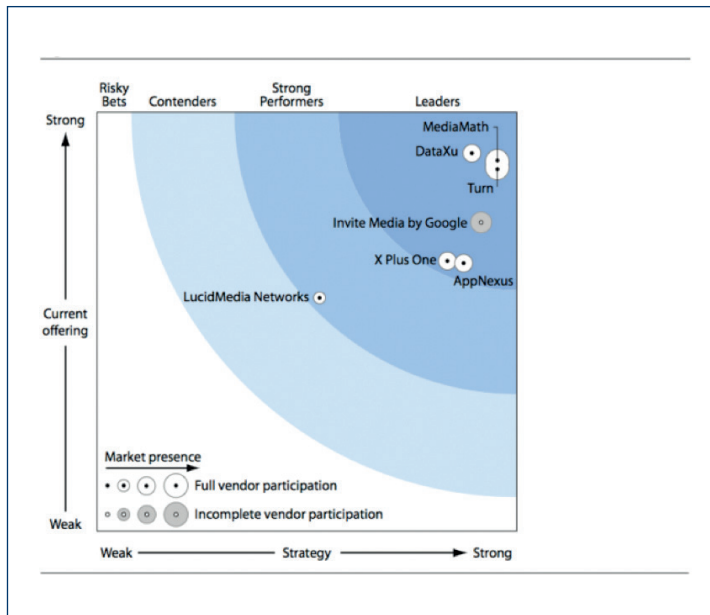 Risky
Bets
Contenders
Strong
Performers
Leaders
Strong
MediaMath
DataXu
Turn
Invite Media by Google
X Plus One
AppNexus
LucidMedia Networks
Current
offering
Market presence
Full vendor participation
Incomplete vendor participation
Weak
Weak
Strategy
Strong